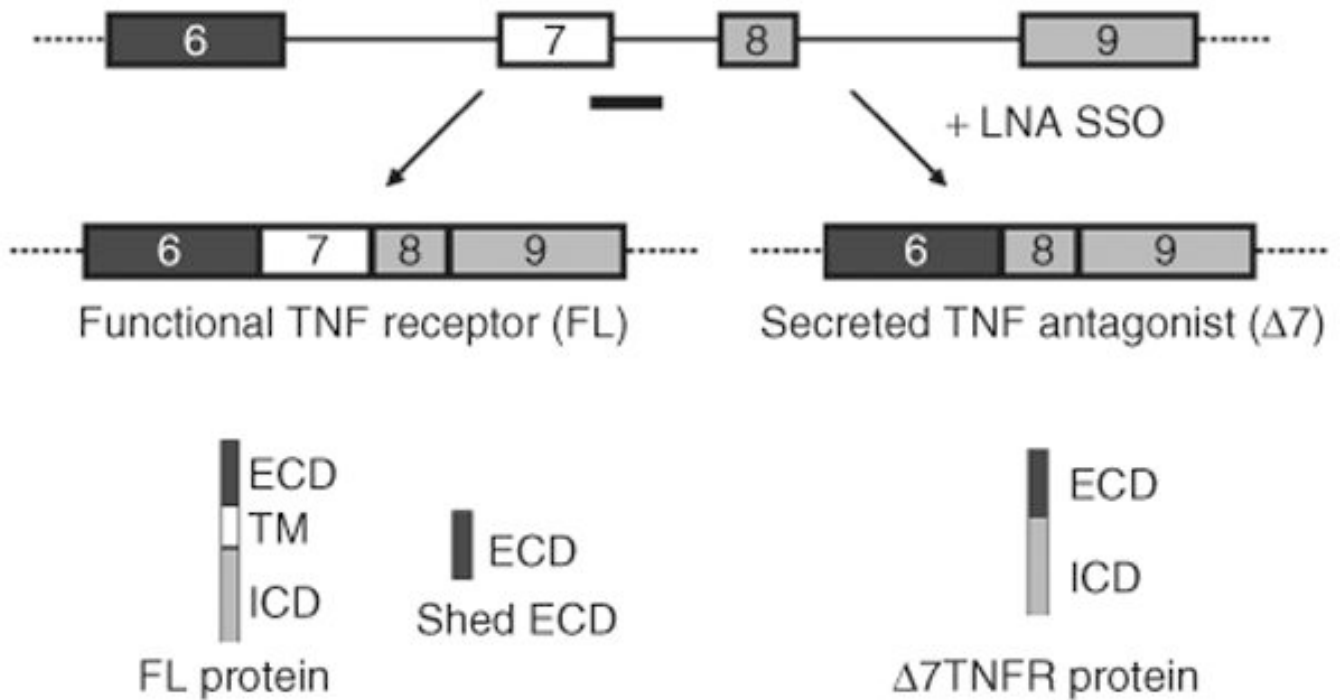 6 7 8 9
+ LNA SSO
6 7 8 9
6 8 9
Functional TNF receptor (FL)
Secreted TNF antagonist (Δ7)
ECD
TM
ICD
FL protein
ECD
Shed ECD
ECD
ICD
Δ7TNFR protein